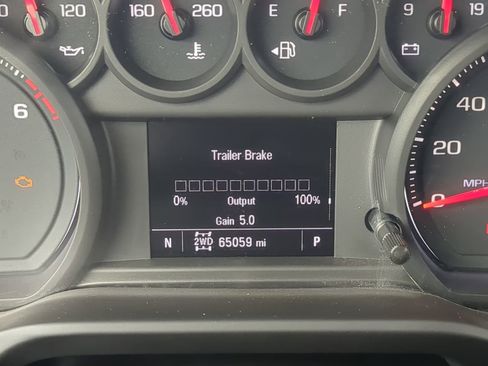 120 160 260 E F 9 19
6
40
20
0
MPH
Trailer Brake
0% Output 100%
Gain 5.0
N 2WD 65059 mi P